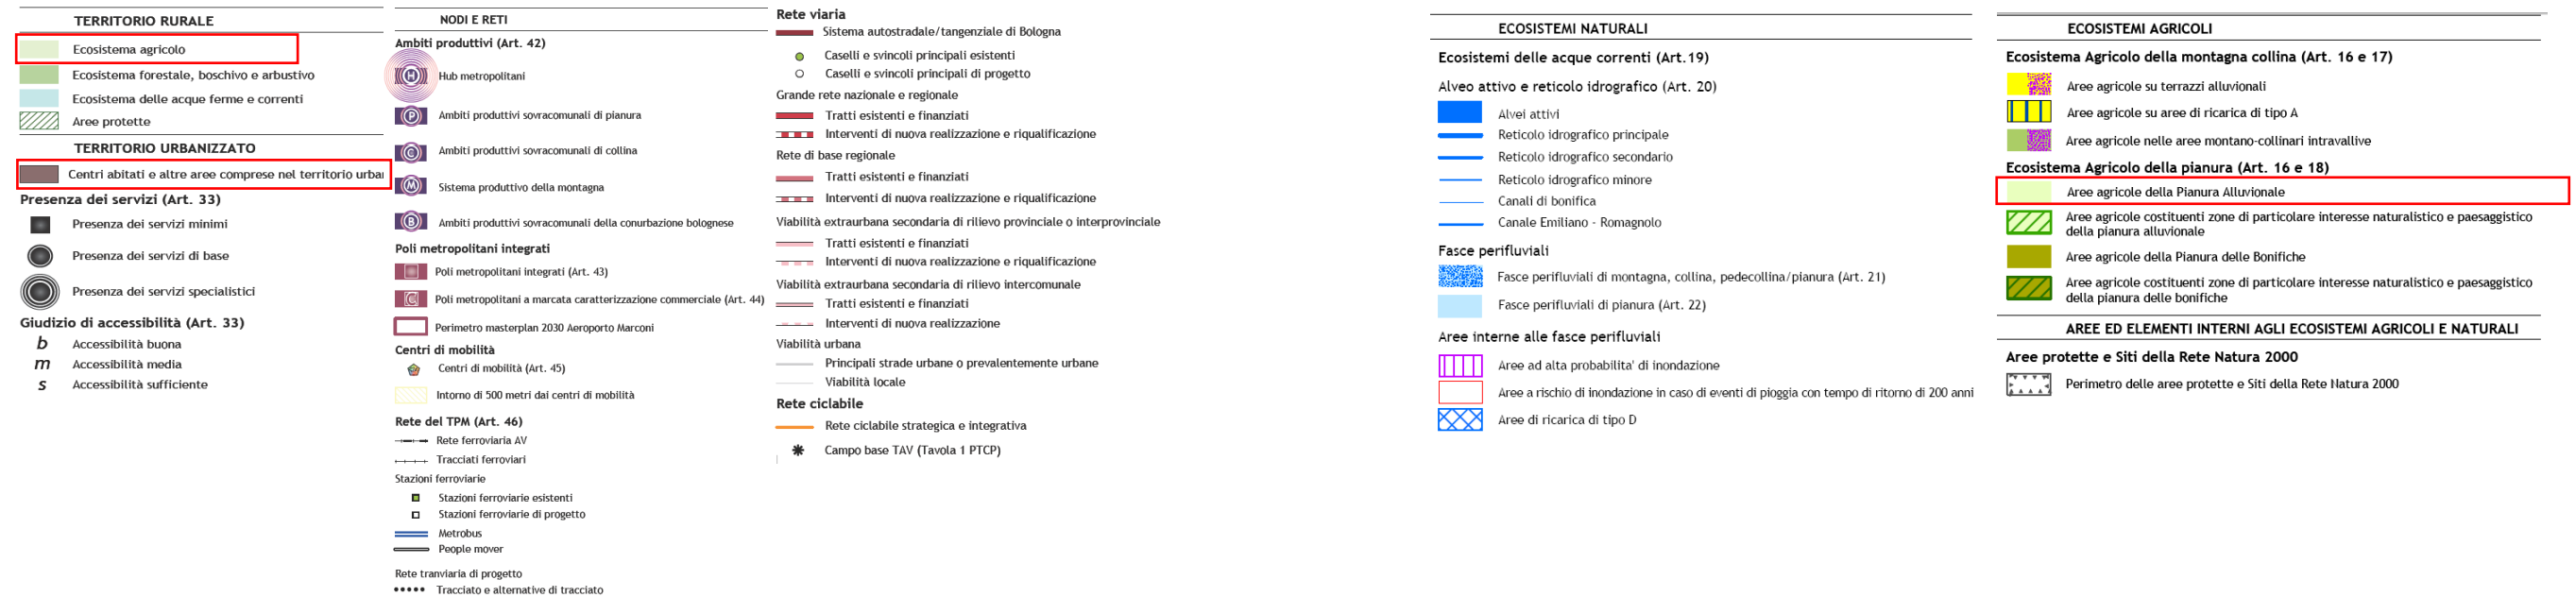 TERRITORIO RURALE
Ecosistema agricolo
Ecosistema forestale, boschivo e arbustivo
Ecosistema delle acque ferme e correnti
Aree protette
TERRITORIO URBANIZZATO
Centri abitati e altre aree comprese nel territorio urba
Presenza dei servizi (Art. 33)
Presenza dei servizi minimi
Presenza dei servizi di base
Presenza dei servizi specialistici
Giudizio di accessibilità (Art. 33)
b Accessibilità buona
m Accessibilità media
s Accessibilità sufficiente
NODI E RETI
Ambiti produttivi (Art. 42)
H Hub metropolitani
P Ambiti produttivi sovracomunali di pianura
C Ambiti produttivi sovracomunali di collina
M Sistema produttivo della montagna
B Ambiti produttivi sovracomunali della conurbazione bolognese
Poli metropolitani integrati
Poli metropolitani integrati (Art. 43)
C Poli metropolitani a marcata caratterizzazione commerciale (Art. 44)
Perimetro masterplan 2030 Aeroporto Marconi
Centri di mobilità
Centri di mobilità (Art. 45)
Intorno di 500 metri dai centri di mobilità
Rete del TPM (Art. 46)
Rete ferroviaria AV
Tracciati ferroviari
Stazioni ferroviarie
Stazioni ferroviarie esistenti
Stazioni ferroviarie di progetto
Metrobus
People mover
Rete tranviaria di progetto
Tracciato e alternative di tracciato
Rete viaria
Sistema autostradale/tangenziale di Bologna
Caselli e svincoli principali esistenti
Caselli e svincoli principali di progetto
Grande rete nazionale e regionale
Tratti esistenti e finanziati
Interventi di nuova realizzazione e riqualificazione
Rete di base regionale
Tratti esistenti e finanziati
Interventi di nuova realizzazione e riqualificazione
Viabilità extraurbana secondaria di rilievo provinciale o interprovinciale
Tratti esistenti e finanziati
Interventi di nuova realizzazione e riqualificazione
Viabilità extraurbana secondaria di rilievo intercomunale
Tratti esistenti e finanziati
Interventi di nuova realizzazione
Viabilità urbana
Principali strade urbane o prevalentemente urbane
Viabilità locale
Rete ciclabile
Rete ciclabile strategica e integrativa
Campo base TAV (Tavola 1 PTCP)
ECOSISTEMI NATURALI
Ecosistemi delle acque correnti (Art.19)
Alveo attivo e reticolo idrografico (Art. 20)
Alvei attivi
Reticolo idrografico principale
Reticolo idrografico secondario
Reticolo idrografico minore
Canali di bonifica
Canale Emiliano - Romagnolo
Fasce perifluviali
Fasce perifluviali di montagna, collina, pedecollina/pianura (Art. 21)
Fasce perifluviali di pianura (Art. 22)
Aree interne alle fasce perifluviali
Aree ad alta probabilita' di inondazione
Aree a rischio di inondazione in caso di eventi di pioggia con tempo di ritorno di 200 anni
Aree di ricarica di tipo D
ECOSISTEMI AGRICOLI
Ecosistema Agricolo della montagna collina (Art. 16 e 17)
Aree agricole su terrazzi alluvionali
Aree agricole su aree di ricarica di tipo A
Aree agricole nelle aree montano-collinari intravallive
Ecosistema Agricolo della pianura (Art. 16 e 18)
Aree agricole della Pianura Alluvionale
Aree agricole costituenti zone di particolare interesse naturalistico e paesaggistico
della pianura alluvionale
Aree agricole della Pianura delle Bonifiche
Aree agricole costituenti zone di particolare interesse naturalistico e paesaggistico
della pianura delle bonifiche
AREE ED ELEMENTI INTERNI AGLI ECOSISTEMI AGRICOLI E NATURALI
Aree protette e Siti della Rete Natura 2000
Perimetro delle aree protette e Siti della Rete Natura 2000